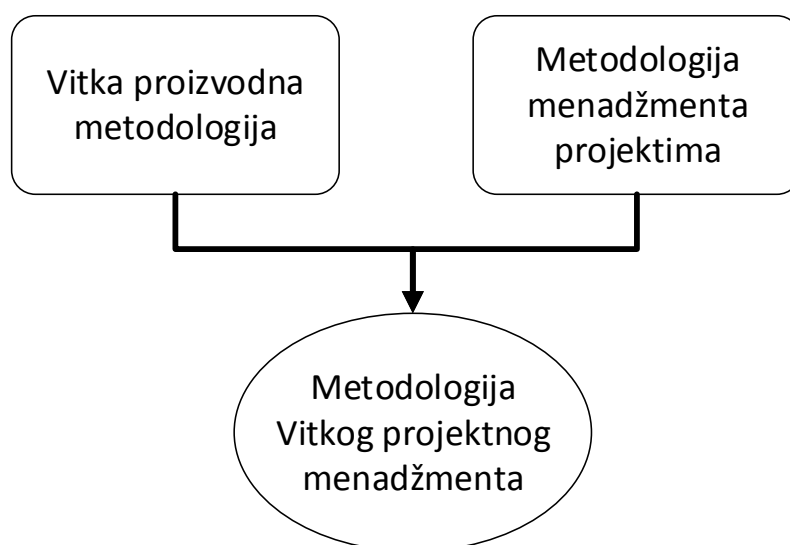 Vitka proizvodna
metodologija
Metodologija
menadžmenta
projektima
Metodologija
Vitkog projektnog
menadžmenta